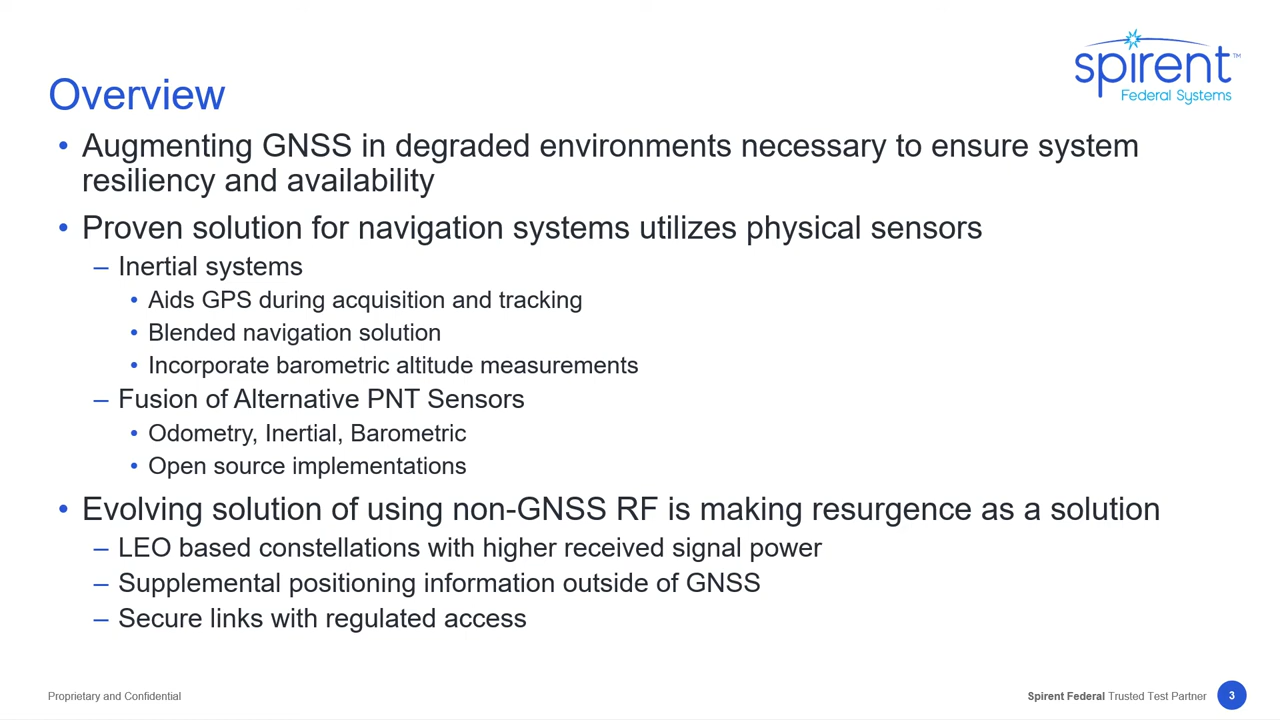 spirent™
Federal Systems
Overview
• Augmenting GNSS in degraded environments necessary to ensure system
resiliency and availability
• Proven solution for navigation systems utilizes physical sensors
– Inertial systems
• Aids GPS during acquisition and tracking
• Blended navigation solution
• Incorporate barometric altitude measurements
– Fusion of Alternative PNT Sensors
• Odometry, Inertial, Barometric
• Open source implementations
• Evolving solution of using non-GNSS RF is making resurgence as a solution
– LEO based constellations with higher received signal power
– Supplemental positioning information outside of GNSS
– Secure links with regulated access
Proprietary and Confidential
Spirent Federal Trusted Test Partner 3